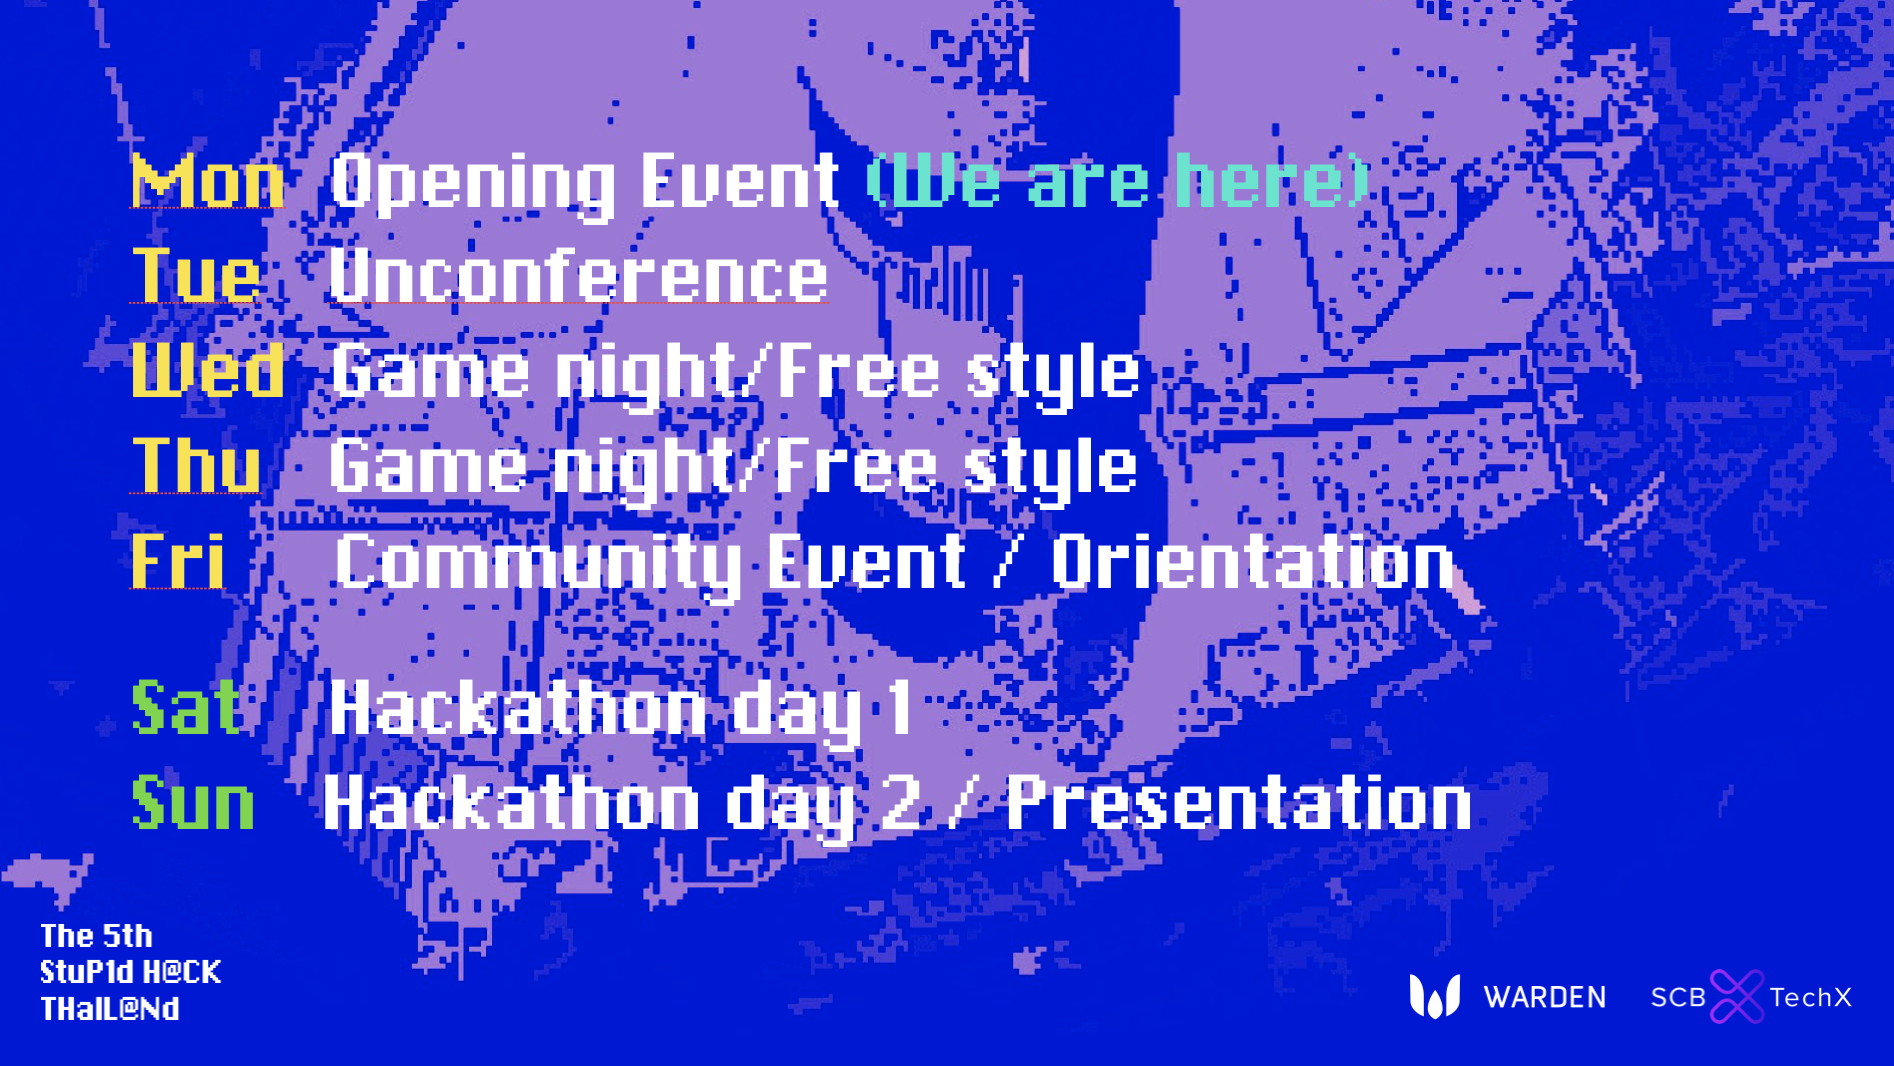 Mon Opening Event (We are here)
Tue Unconference
Wed Game night/Free style
Thu Game night/Free style
Fri Community Event / Orientation
Sat Hackathon day 1
Sun Hackathon day 2 / Presentation
The 5th
StuP1d H@CK
THaIL@Nd
WARDEN
SCB TechX